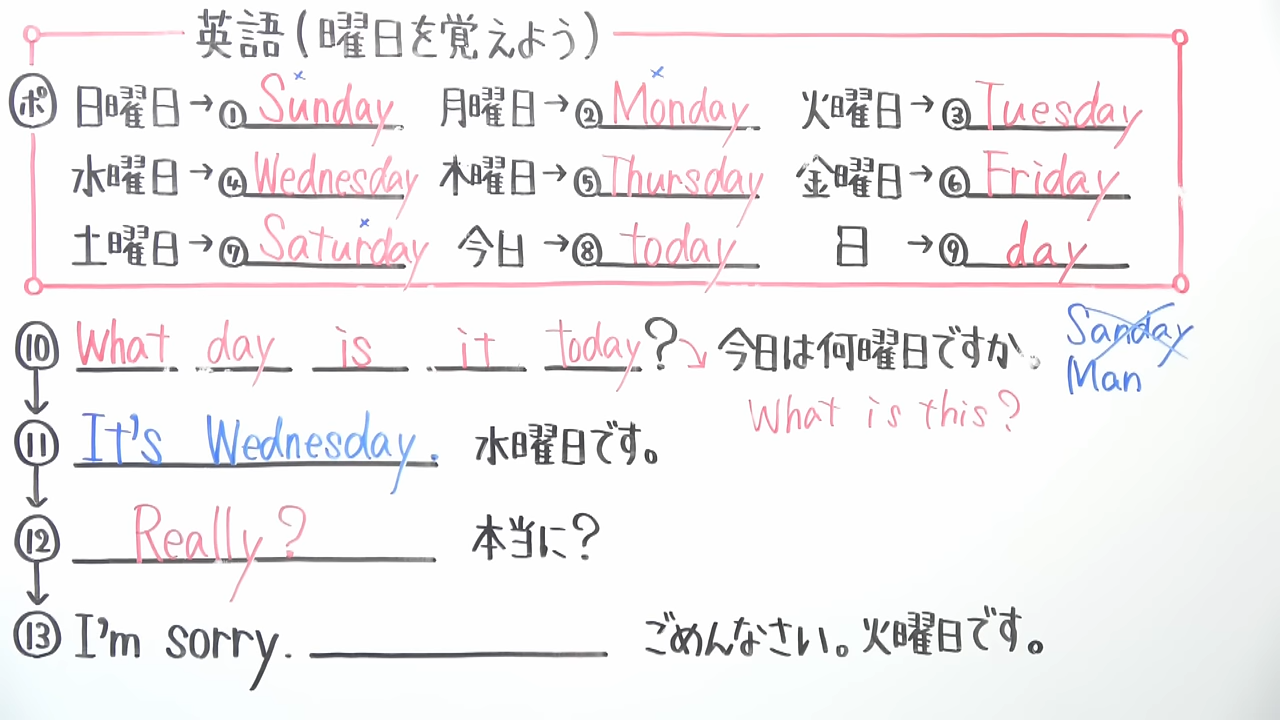 英語(曜日を覚えよう)
ポ 日曜日→① Sunday 月曜日→② Monday 火曜日→③ Tuesday
水曜日→④ Wednesday 木曜日→⑤ Thursday 金曜日→⑥ Friday
土曜日→⑦ Saturday 今日→⑧ today 日→⑨ day
⑩ What day is it today? 今日は何曜日ですか。
Sanday
Man
What is this?
⑪ It's Wednesday. 水曜日です。
⑫ Really? 本当に?
⑬ I'm sorry. ごめんなさい。火曜日です。